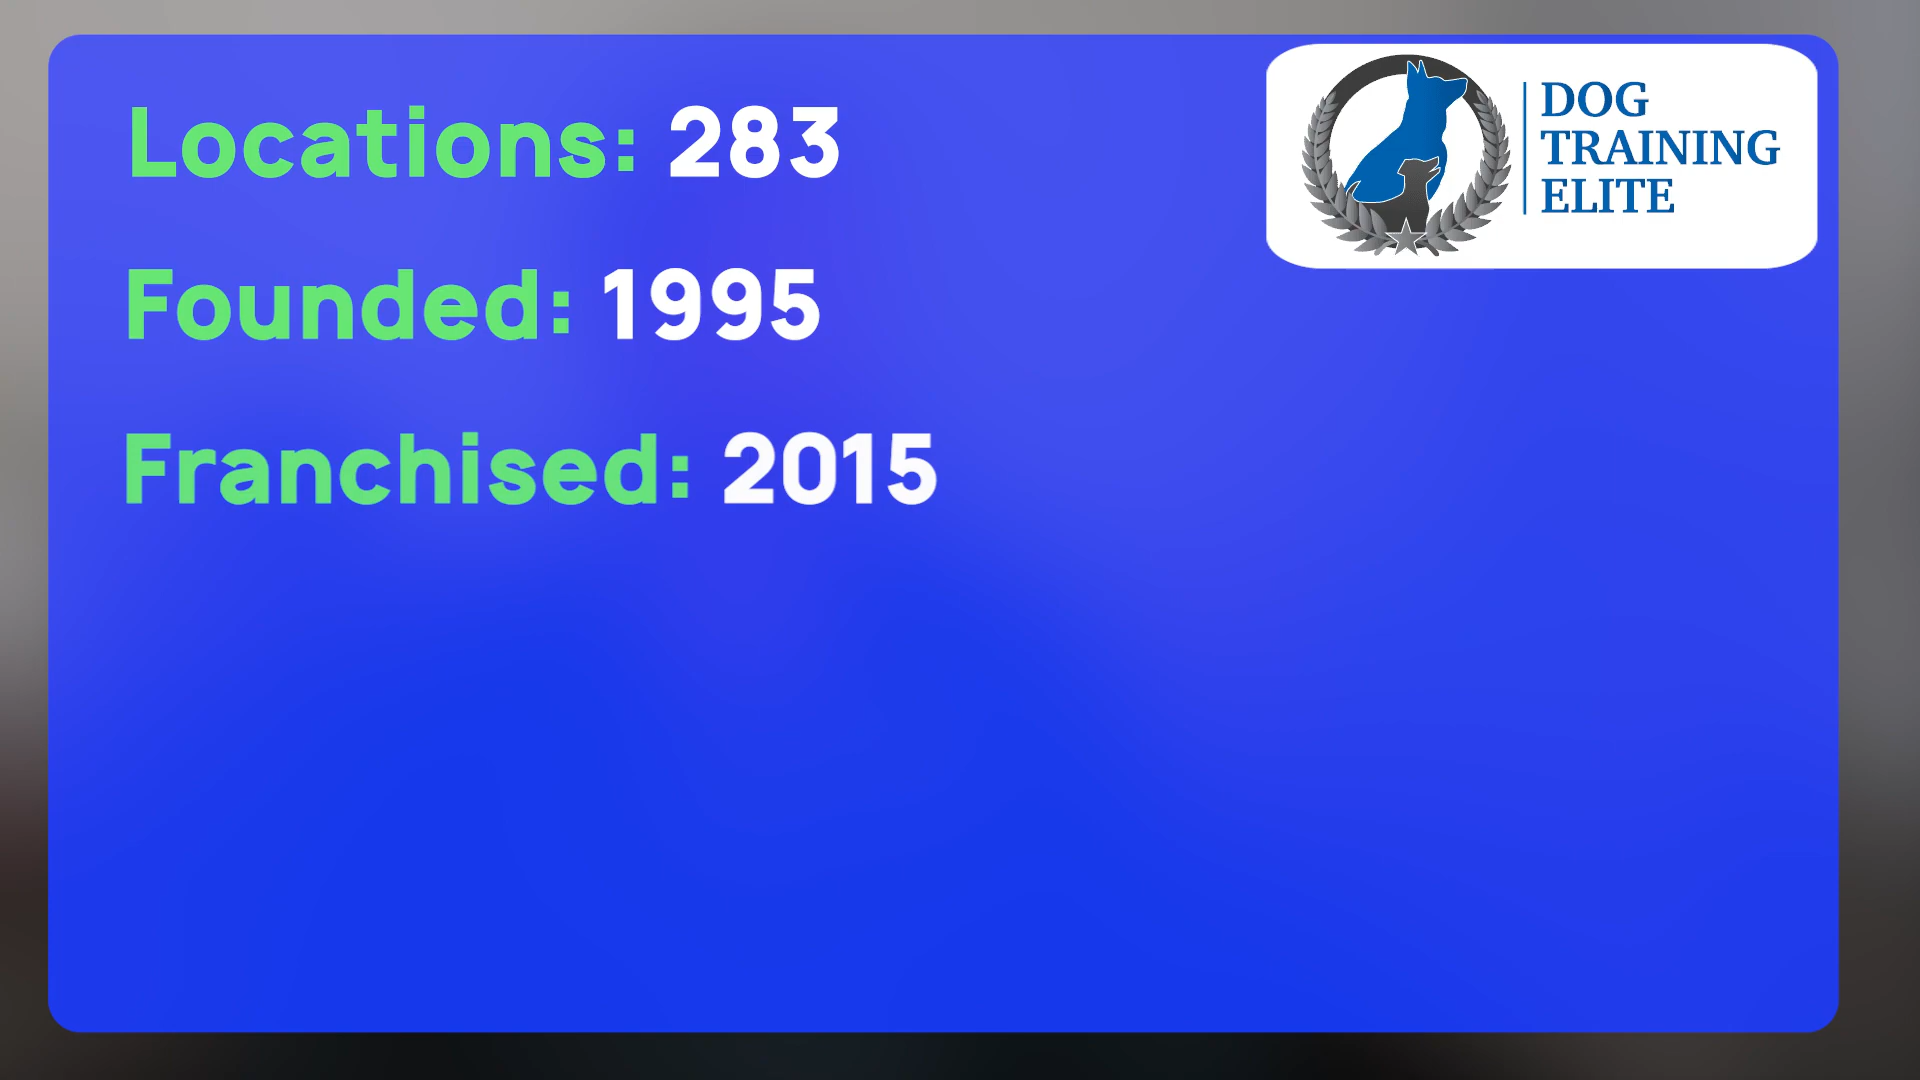 Locations: 283
Founded: 1995
Franchised: 2015
DOG
TRAINING
ELITE